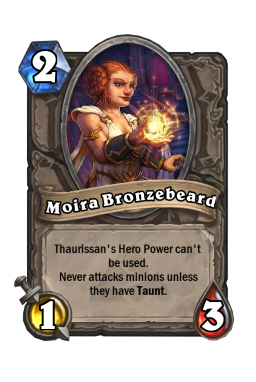 2
Moira Bronzebeard
Thaurissan's Hero Power can't
be used.
Never attacks minions unless
they have Taunt.
1
3